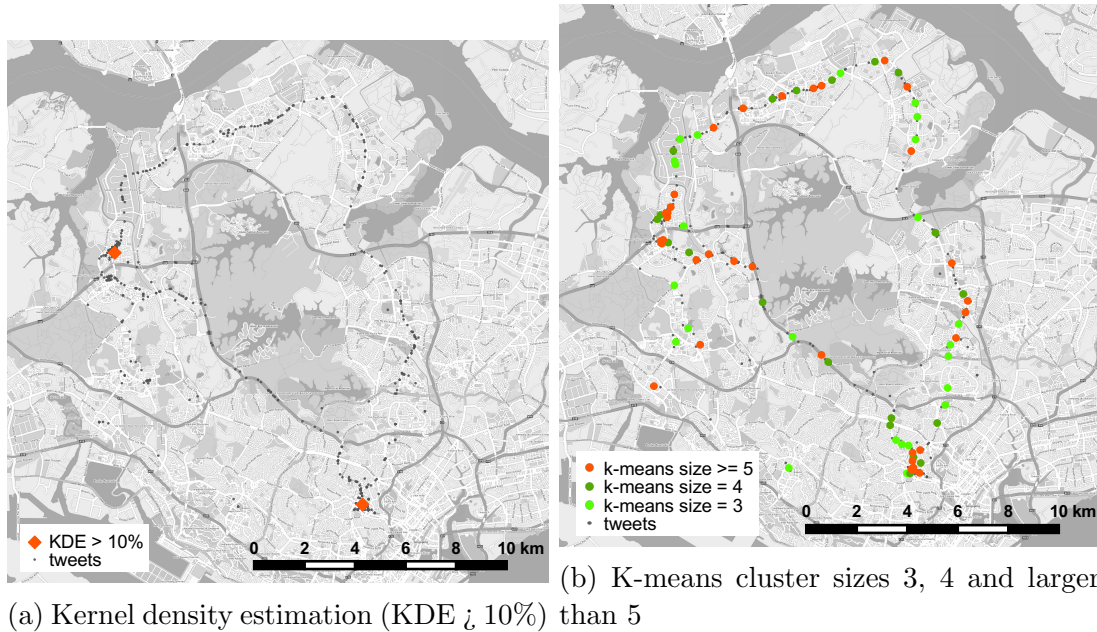 KDE > 10%
tweets
0 2 4 6 8 10 km
(a) Kernel density estimation (KDE ¿ 10%)
k-means size >= 5
k-means size = 4
k-means size = 3
tweets
0 2 4 6 8 10 km
(b) K-means cluster sizes 3, 4 and larger
than 5